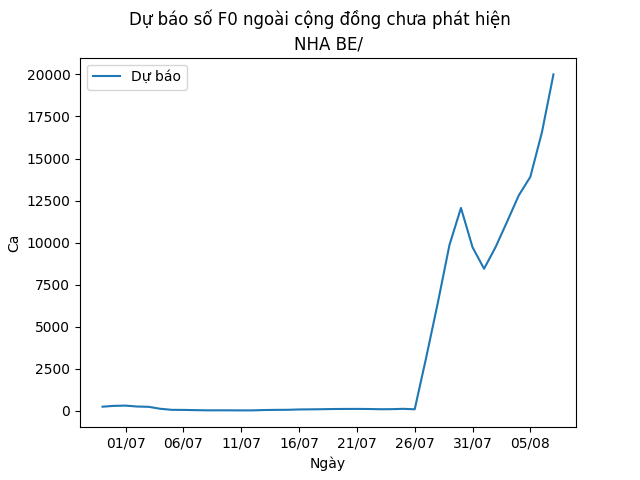 Dự báo số F0 ngoài cộng đồng chưa phát hiện
NHA BE/
Dự báo
20000
17500
15000
12500
10000
7500
5000
2500
0
Ca
01/07 06/07 11/07 16/07 21/07 26/07 31/07 05/08
Ngày